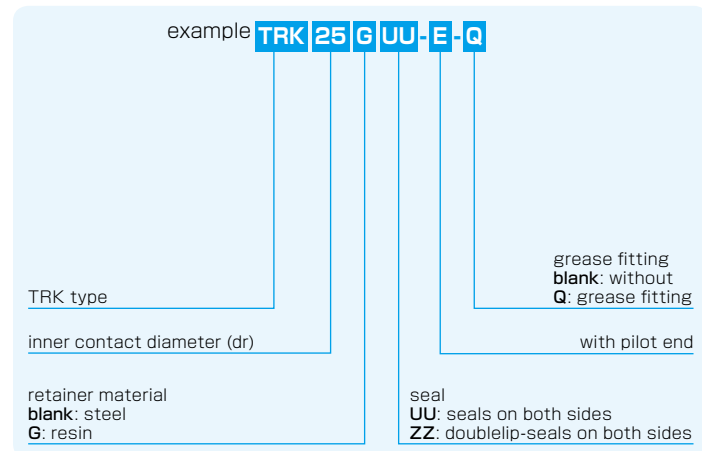 example TRK 25 G UU - E - Q
grease fitting
blank: without
Q: grease fitting
TRK type
inner contact diameter (dr)
with pilot end
retainer material
blank: steel
G: resin
seal
UU: seals on both sides
ZZ: doublelip-seals on both sides